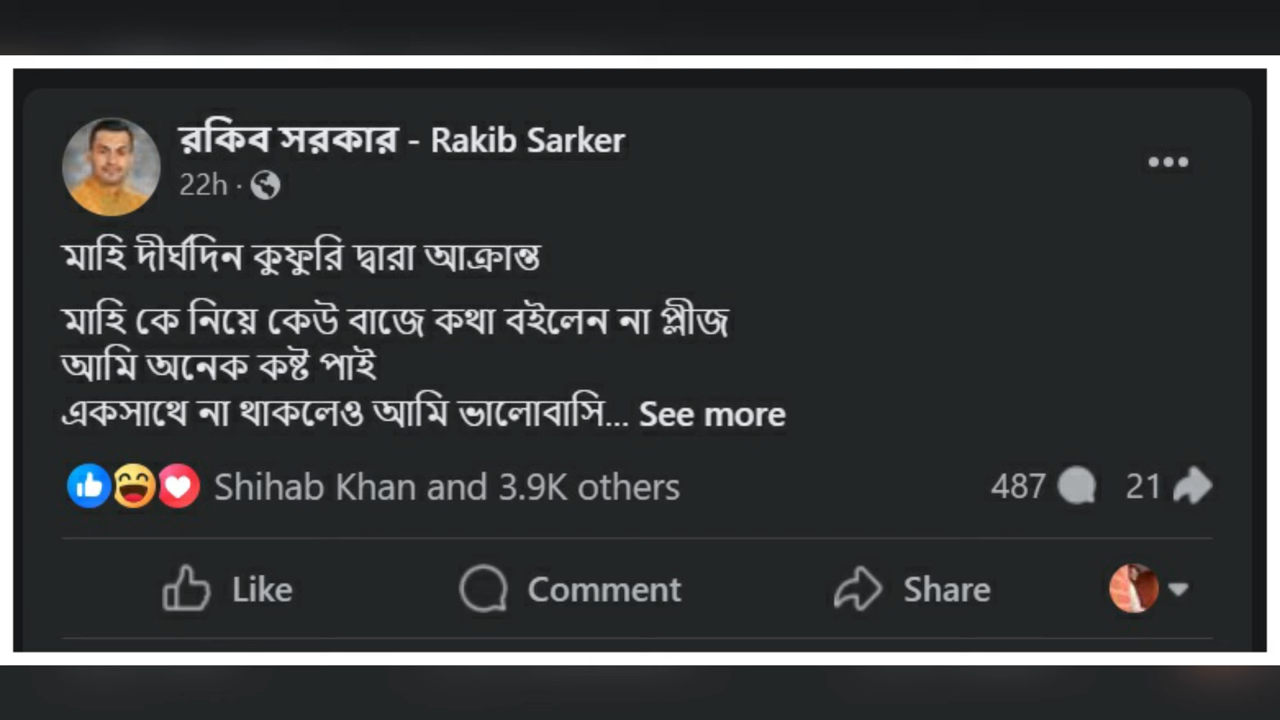 রকিব সরকার - Rakib Sarker
22h ·
মাহি দীর্ঘদিন কুফুরি দ্বারা আক্রান্ত
মাহি কে নিয়ে কেউ বাজে কথা বইলেন না প্লীজ
আমি অনেক কষ্ট পাই
একসাথে না থাকলেও আমি ভালোবাসি... See more
Shihab Khan and 3.9K others 487 21
Like Comment Share